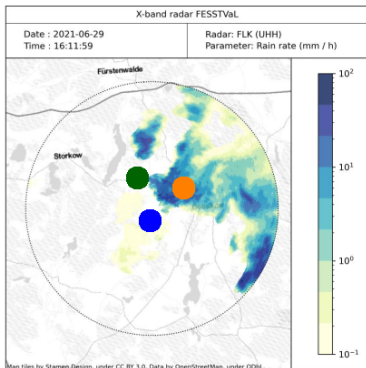 X-band radar FESSTVaL
Date : 2021-06-29
Time : 16:11:59
Radar: FLK (UHH)
Parameter: Rain rate (mm / h)
Fürstenwalde
Storkow
10²
10¹
10⁰
10⁻¹
Map tiles by Stamen Design, under CC BY 3.0. Data by OpenStreetMap, under ODbL